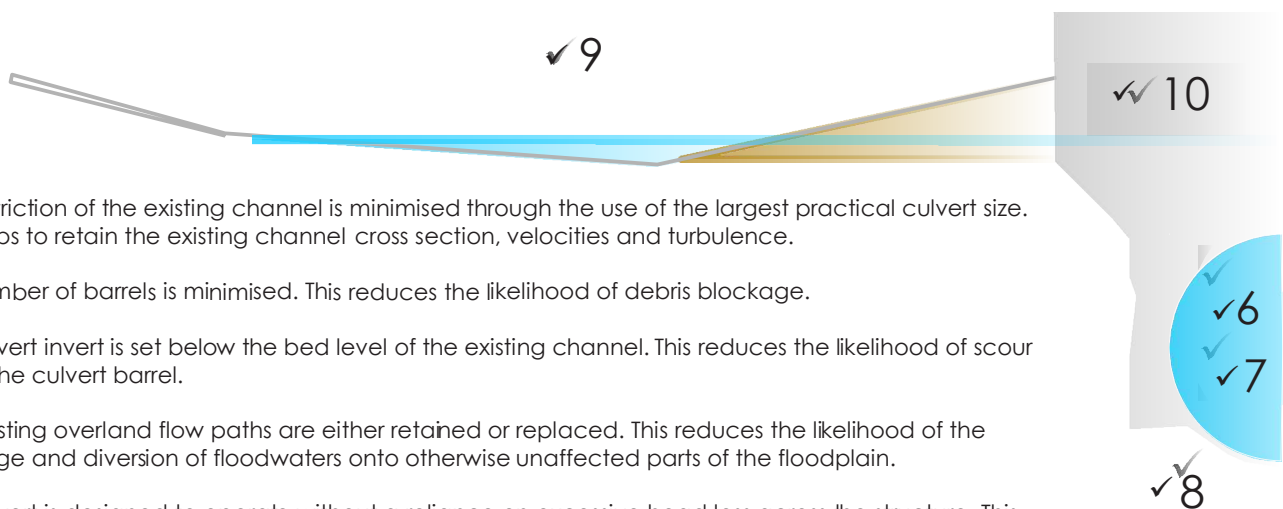 ✓ 9
✓ 10
riction of the existing channel is minimised through the use of the largest practical culvert size.
ps to retain the existing channel cross section, velocities and turbulence.
mber of barrels is minimised. This reduces the likelihood of debris blockage.
vert invert is set below the bed level of the existing channel. This reduces the likelihood of scour
he culvert barrel.
sting overland flow paths are either retained or replaced. This reduces the likelihood of the
ge and diversion of floodwaters onto otherwise unaffected parts of the floodplain.
✓ 6
✓ 7
✓ 8